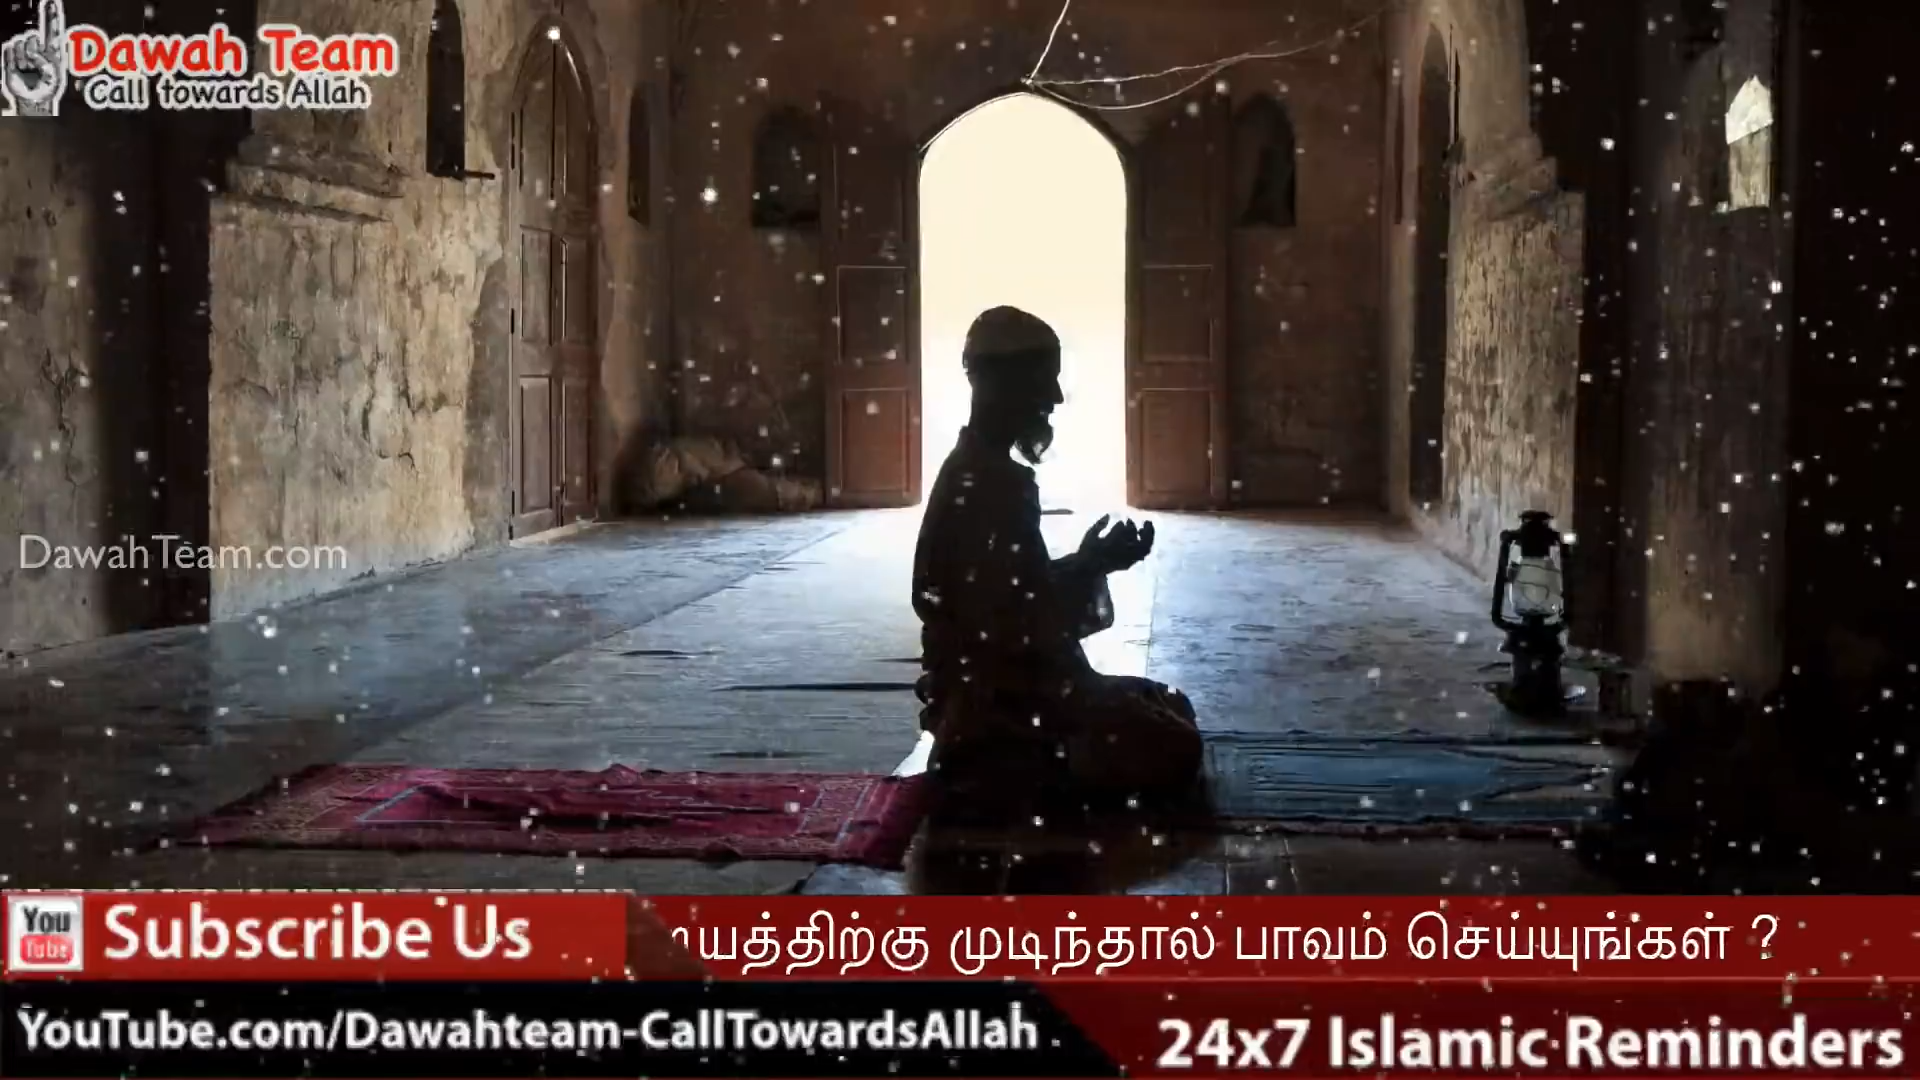 Dawah Team
Call towards Allah
DawahTeam.com
You
Tube
Subscribe Us
முடிந்தால் பாவம் செய்யுங்கள் ?
YouTube.com/Dawahteam-CallTowardsAllah
24x7 Islamic Reminders